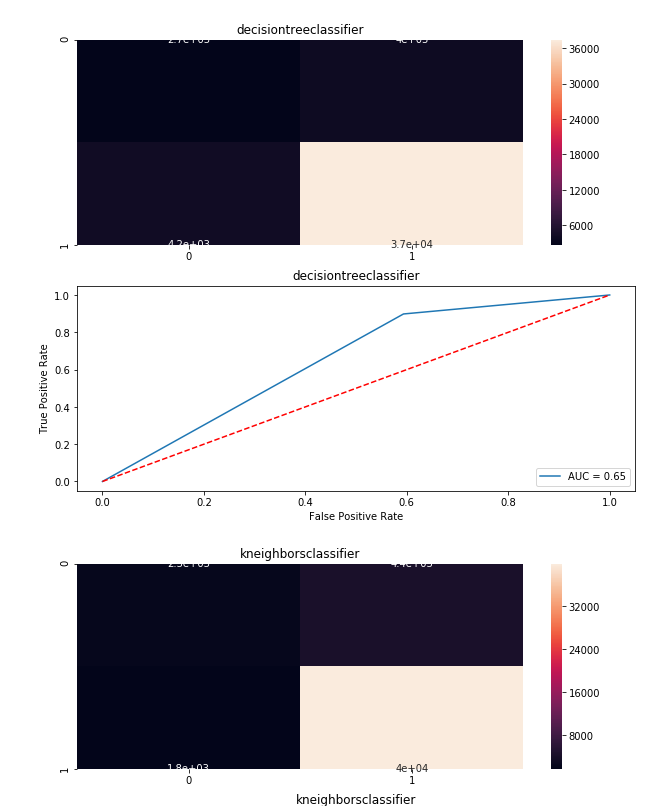 decisiontreeclassifier
0
2.7e+03 4e+03
4.2e+03 3.7e+04
1
0 1
36000
30000
24000
18000
12000
6000
decisiontreeclassifier
True Positive Rate
1.0
0.8
0.6
0.4
0.2
0.0
AUC = 0.65
0.0 0.2 0.4 0.6 0.8 1.0
False Positive Rate
kneighborsclassifier
0
4.4e+03
1.8e+03 4e+04
1
0 1
32000
24000
16000
8000
kneighborsclassifier